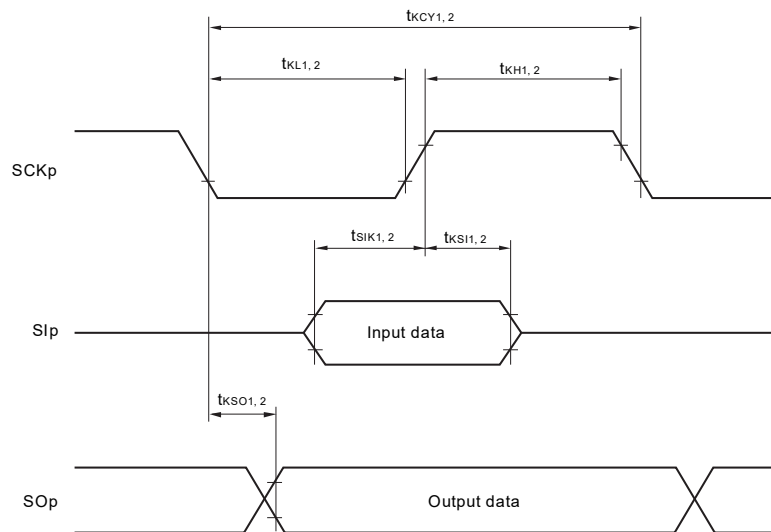 tKCY1, 2
tKL1, 2
tKH1, 2
SCKp
tSIK1, 2
tKSI1, 2
SIp
Input data
tKSO1, 2
SOp
Output data